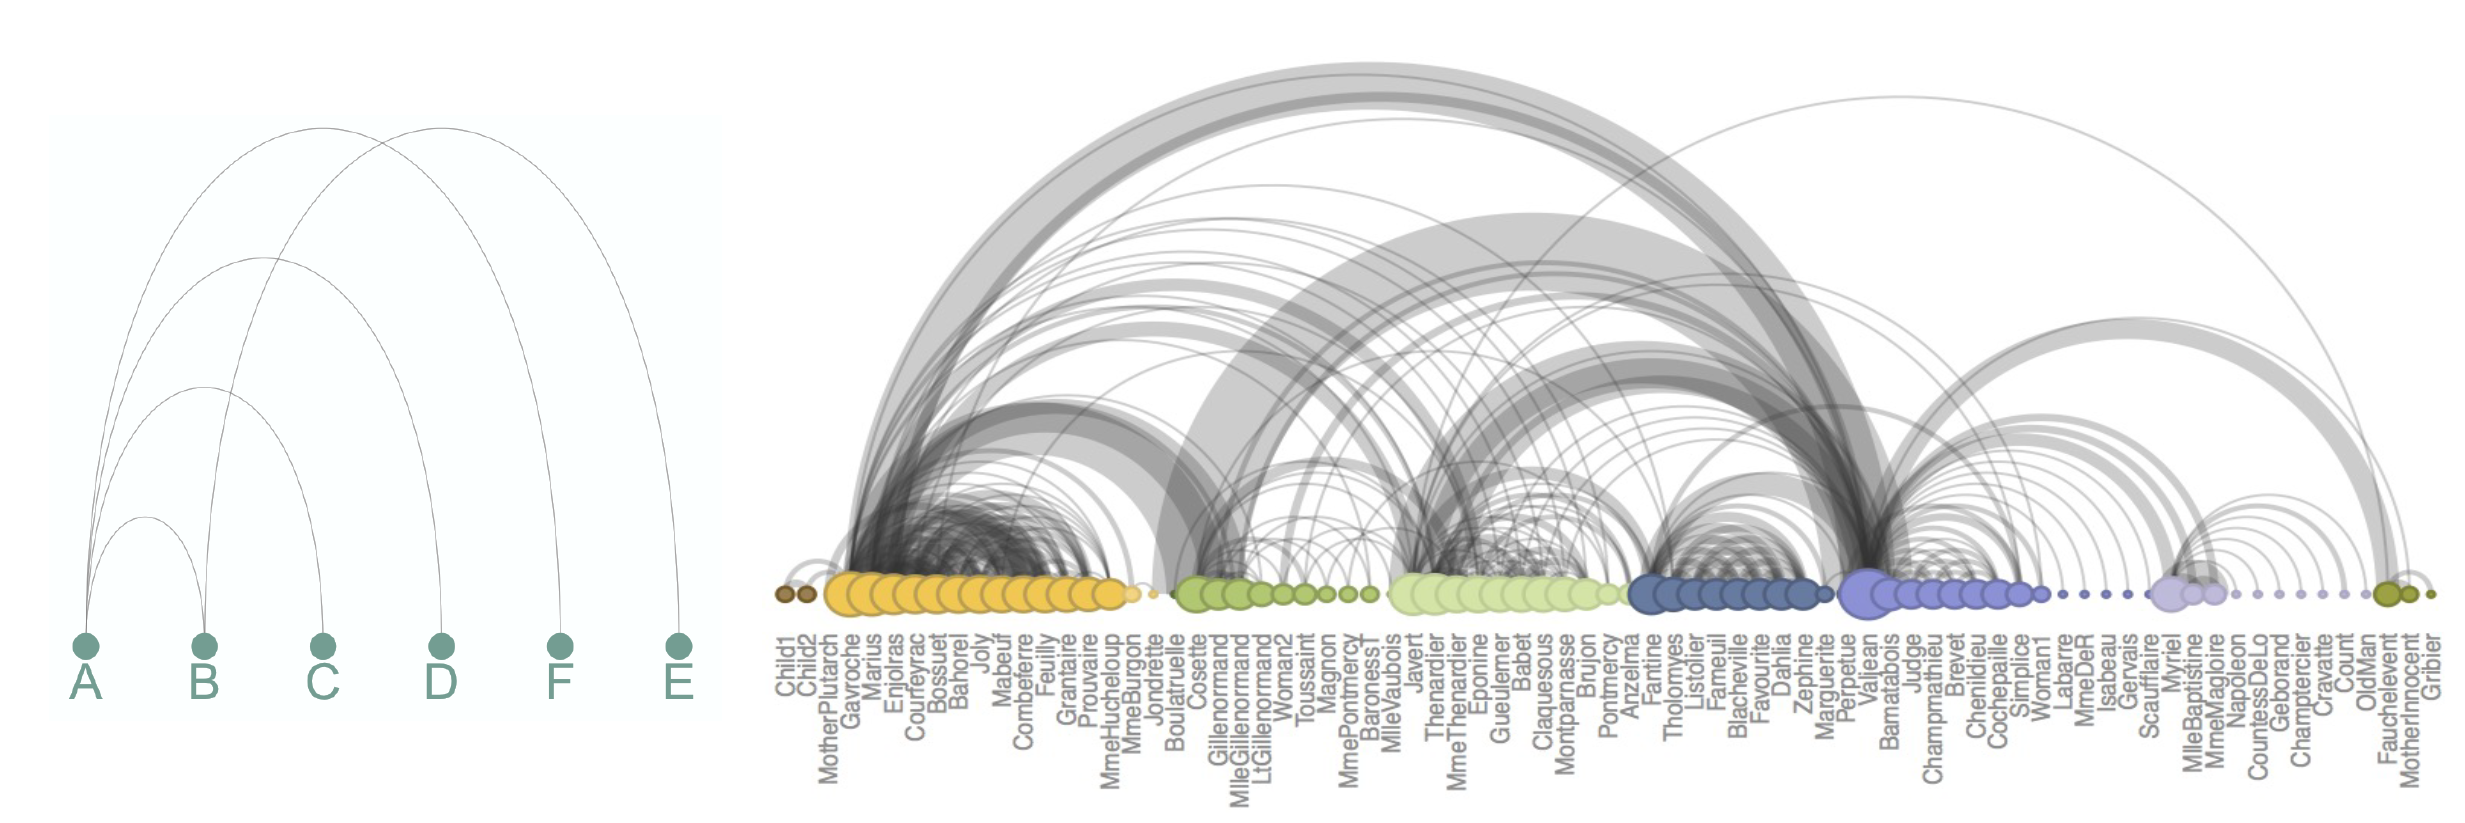 A B C D F E
Child1
Child2
MotherPlutarch
Gavroche
Marius
Enjolras
Courfeyrac
Bossuet
Bahorel
Joly
Mabeuf
Combeferre
Feuilly
Grantaire
Prouvaire
MmeHucheloup
MmeBurgon
Jondrette
Boulatruelle
Cosette
Gillenormand
MlleGillenormand
LtGillenormand
Woman2
Toussaint
Magnon
MmePontmercy
BaronessT
MlleVaubois
Javert
Thenardier
MmeThenardier
Eponine
Gueulemer
Babet
Claquesous
Montparnasse
Brujon
Pontmercy
Anzelma
Fantine
Tholomyes
Listolier
Fameuil
Blacheville
Favourite
Dahlia
Zephine
Marguerite
Perpetue
Valjean
Bamatabois
Judge
Champmathieu
Brevet
Chenildieu
Cochepaille
Simplice
Woman1
Labarre
MmeDeR
Isabeau
Gervais
Scaufflaire
Myriel
MlleBaptistine
MmeMagloire
Napoleon
CountessDeLo
Geborand
Champtercier
Cravatte
Count
OldMan
Fauchelevent
MotherInnocent
Gribier